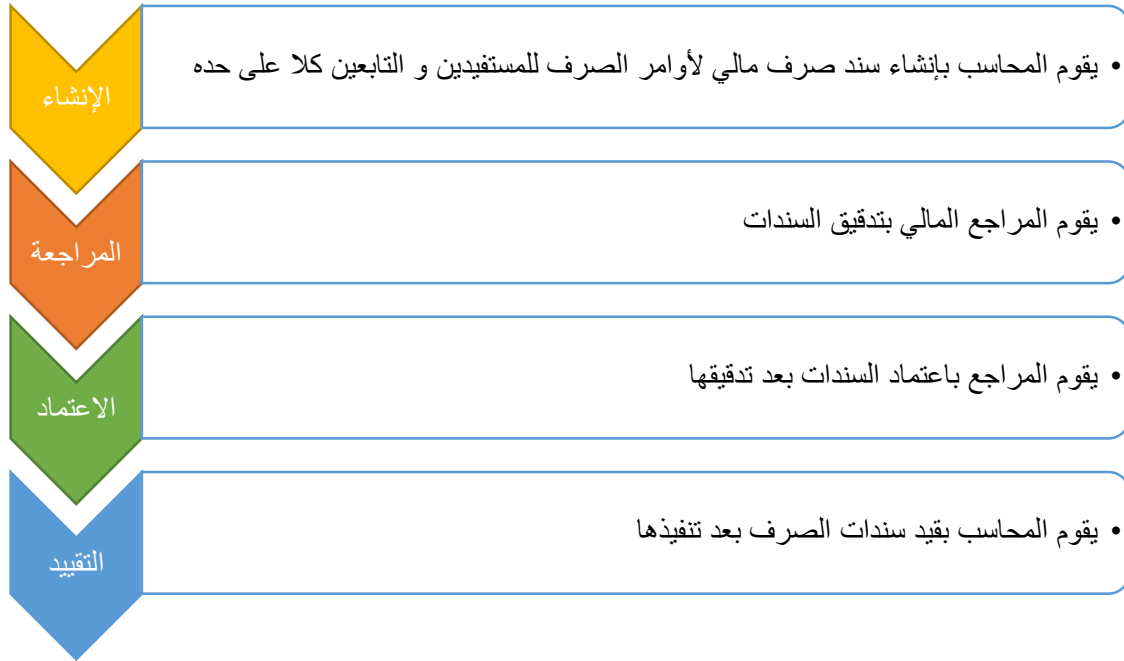 الإنشاء
• يقوم المحاسب بإنشاء سند صرف مالي لأوامر الصرف للمستفيدين و التابعين كلا على حده
المراجعة
• يقوم المراجع المالي بتدقيق السندات
الاعتماد
• يقوم المراجع باعتماد السندات بعد تدقيقها
التقييد
• يقوم المحاسب بقيد سندات الصرف بعد تنفيذها